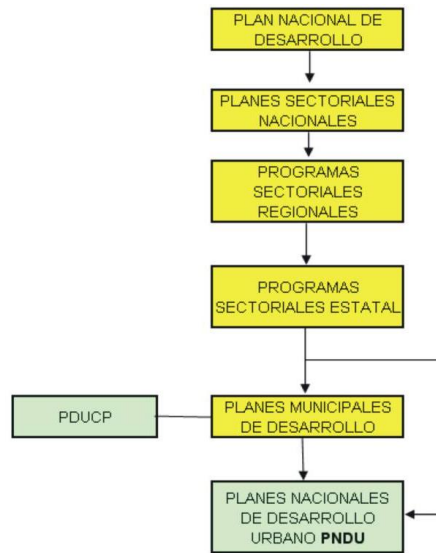 PLAN NACIONAL DE
DESARROLLO
PLANES SECTORIALES
NACIONALES
PROGRAMAS
SECTORIALES
REGIONALES
PROGRAMAS
SECTORIALES ESTATAL
PDUCP
PLANES MUNICIPALES
DE DESARROLLO
PLANES NACIONALES
DE DESARROLLO
URBANO PNDU